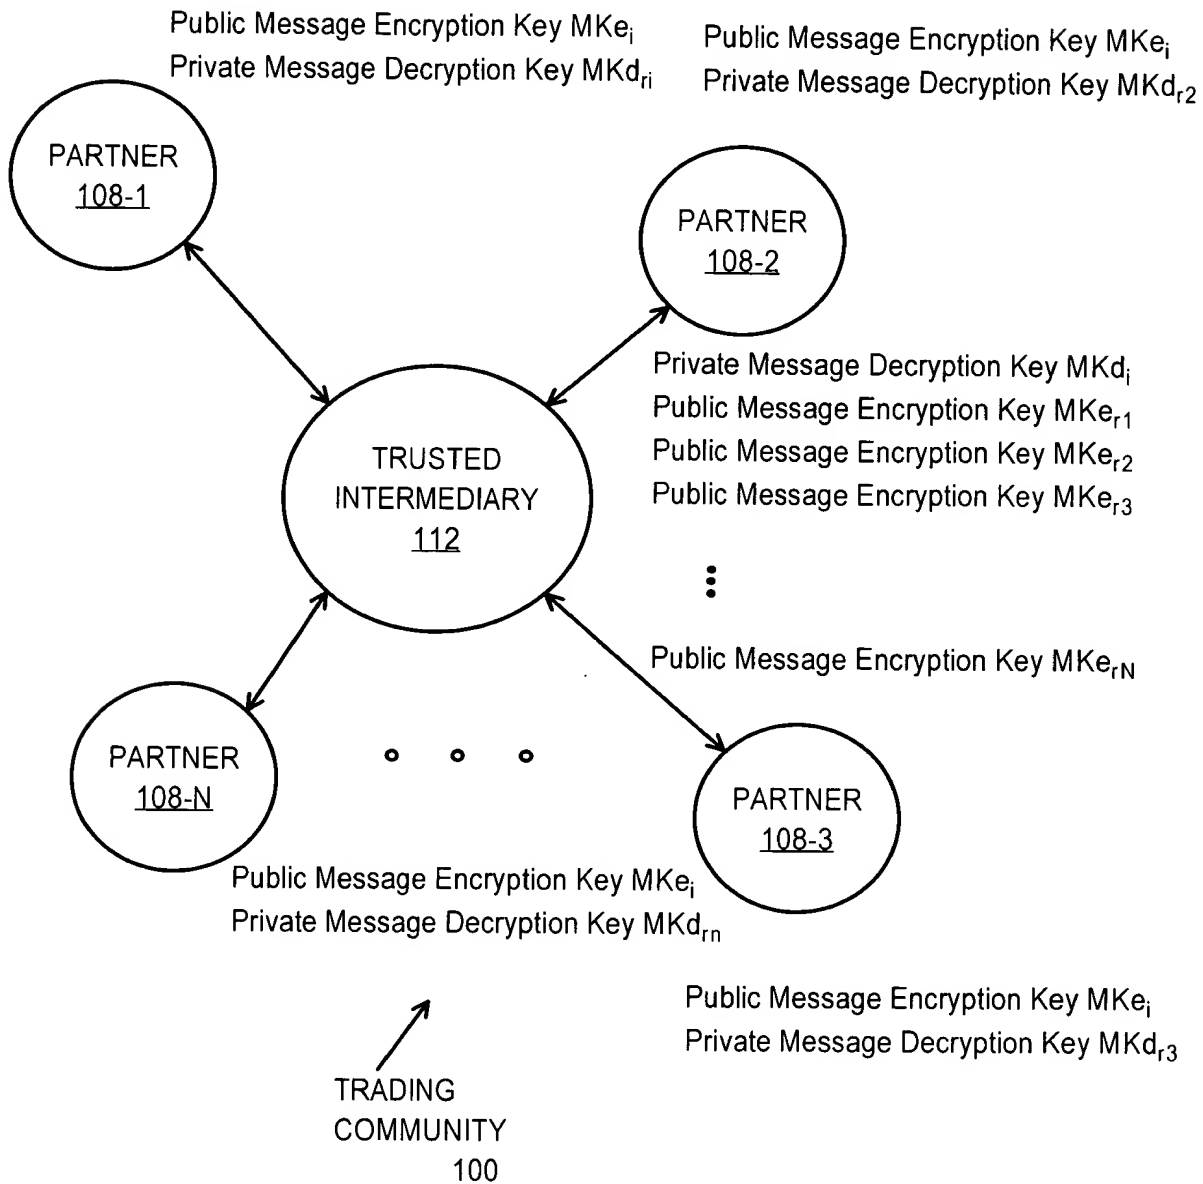 Public Message Encryption Key MKei
Private Message Decryption Key MKdri
Public Message Encryption Key MKei
Private Message Decryption Key MKdr2
PARTNER
108-1
PARTNER
108-2
Private Message Decryption Key MKdi
Public Message Encryption Key MKer1
Public Message Encryption Key MKer2
Public Message Encryption Key MKer3
TRUSTED
INTERMEDIARY
112
Public Message Encryption Key MKerN
PARTNER
108-N
PARTNER
108-3
Public Message Encryption Key MKei
Private Message Decryption Key MKdrn
Public Message Encryption Key MKei
Private Message Decryption Key MKdr3
TRADING
COMMUNITY
100